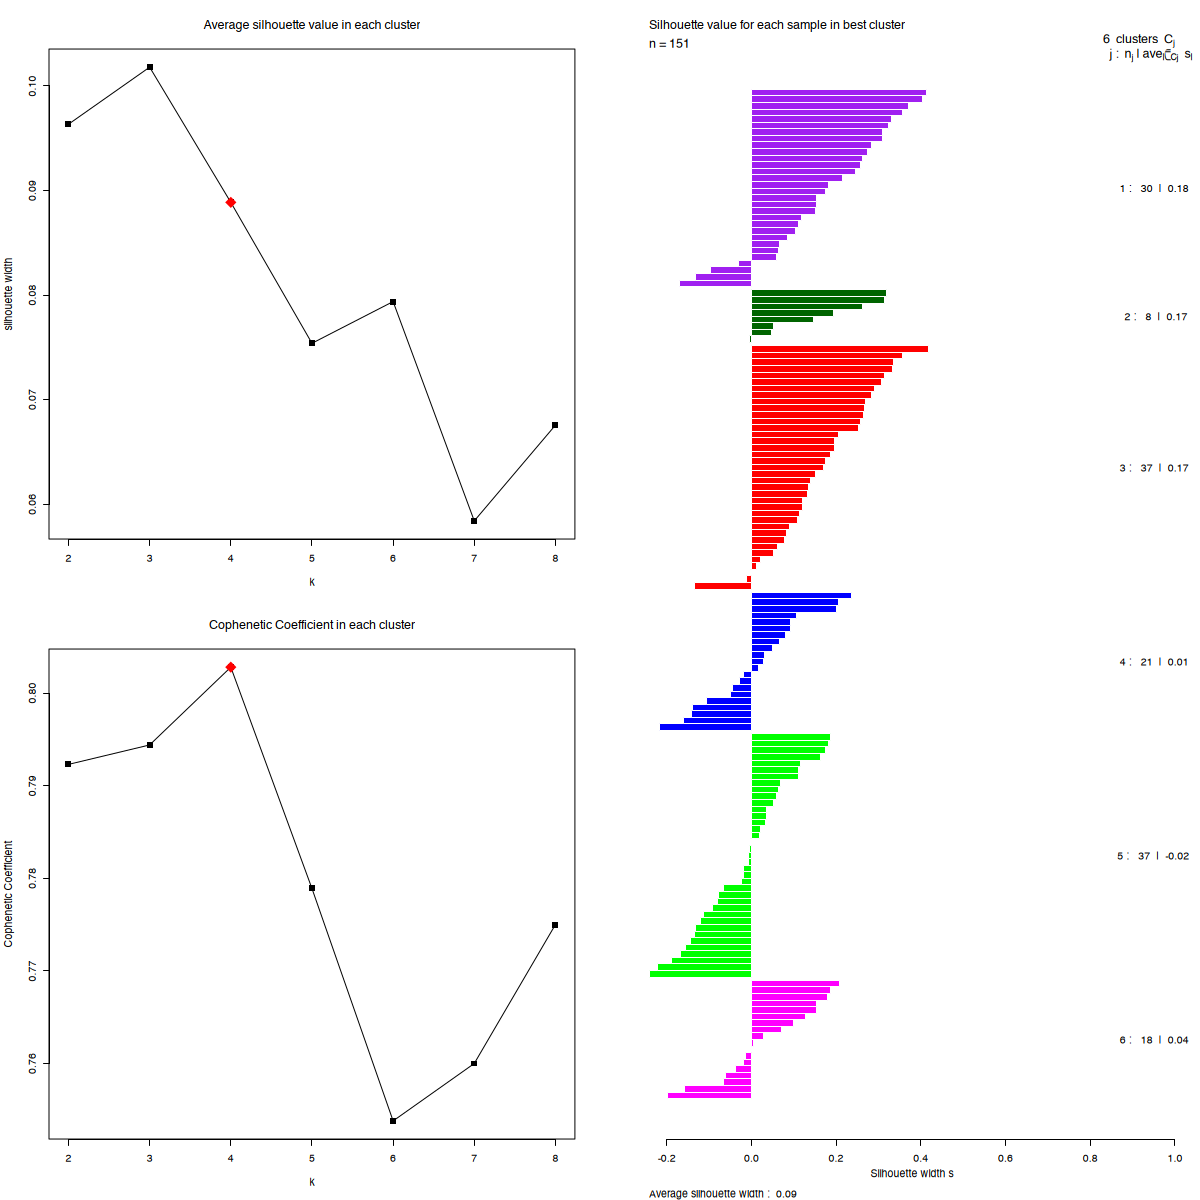 Average silhouette value in each cluster
silhouette width
0.10
0.09
0.08
0.07
0.06
2 3 4 5 6 7 8
k
Cophenetic Coefficient in each cluster
Cophenetic Coefficient
0.80
0.79
0.78
0.77
0.76
2 3 4 5 6 7 8
k
Silhouette value for each sample in best cluster
n = 151
6 clusters Cj
j : nj | avei∈Cj si
1 : 30 | 0.18
2 : 8 | 0.17
3 : 37 | 0.17
4 : 21 | 0.01
5 : 37 | -0.02
6 : 18 | 0.04
-0.2 0.0 0.2 0.4 0.6 0.8 1.0
Silhouette width s
Average silhouette width : 0.09